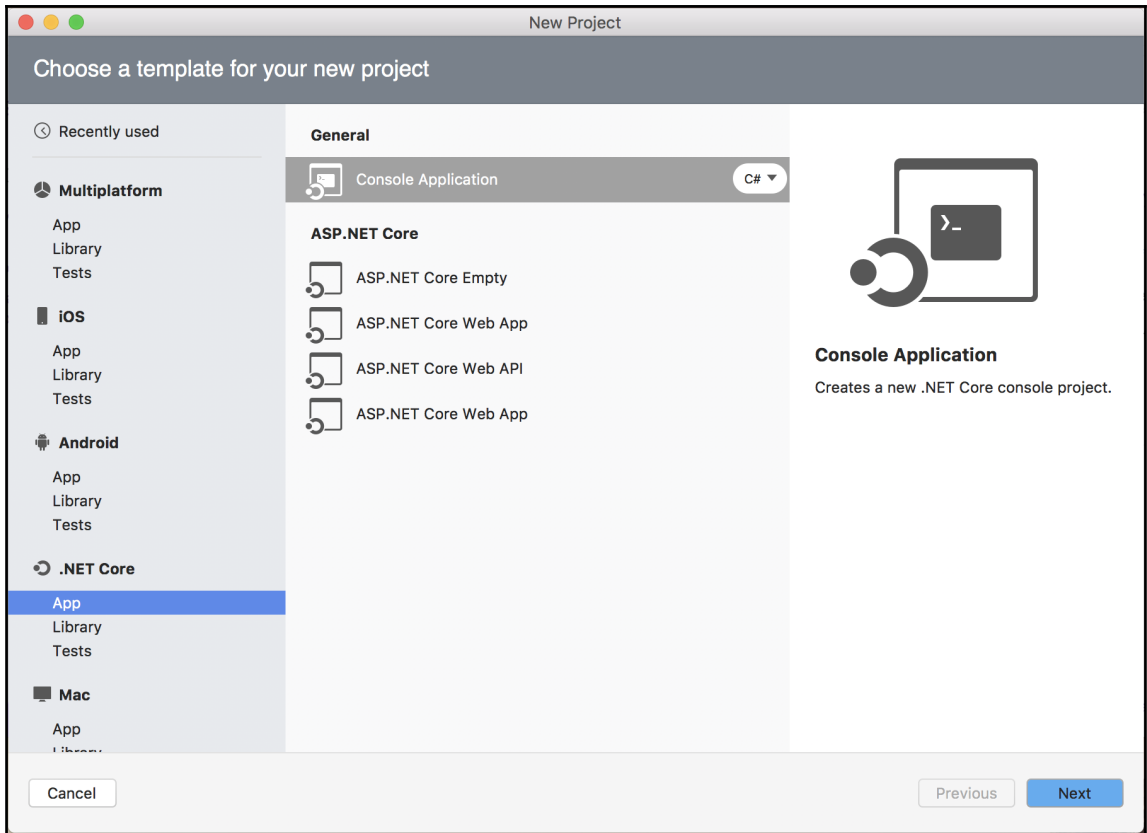 New Project
Choose a template for your new project
Recently used
Multiplatform
App
Library
Tests
iOS
App
Library
Tests
Android
App
Library
Tests
.NET Core
App
Library
Tests
Mac
App
Library
General
Console Application
C#
ASP.NET Core
ASP.NET Core Empty
ASP.NET Core Web App
ASP.NET Core Web API
ASP.NET Core Web App
Console Application
Creates a new .NET Core console project.
Cancel
Previous
Next